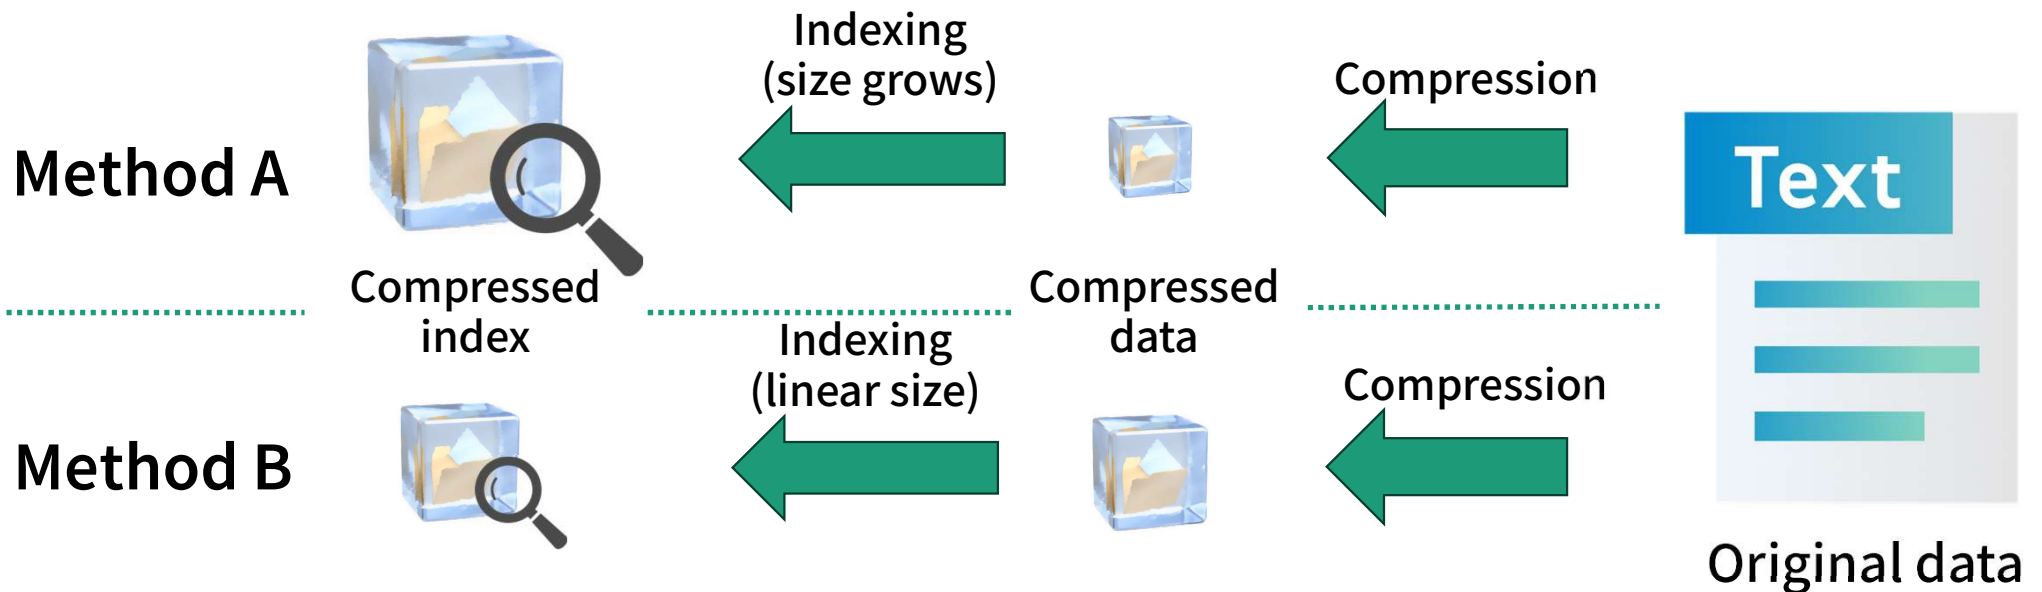 Method A
Indexing
(size grows)
Compression
Text
Compressed
index
Compressed
data
Method B
Indexing
(linear size)
Compression
Original data